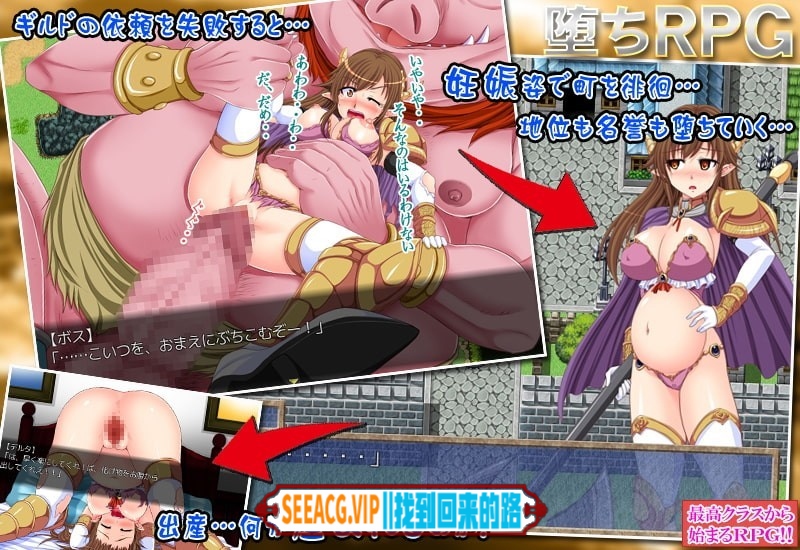 ギルドの依頼を失敗すると…
堕ちRPG
妊娠姿で町を徘徊…
地位も名誉も堕ちていく…
いやいや・・
そんなのはいるわけない
あわわ・・わ・・
だ、だめ・・
【ボス】
「……こいつを、おまえにぶちこむぞー！」
【デルタ】
・・・・・」
SEEACG.VIP||找到回来的路
出産…何
最高クラスから
始まるRPG!!